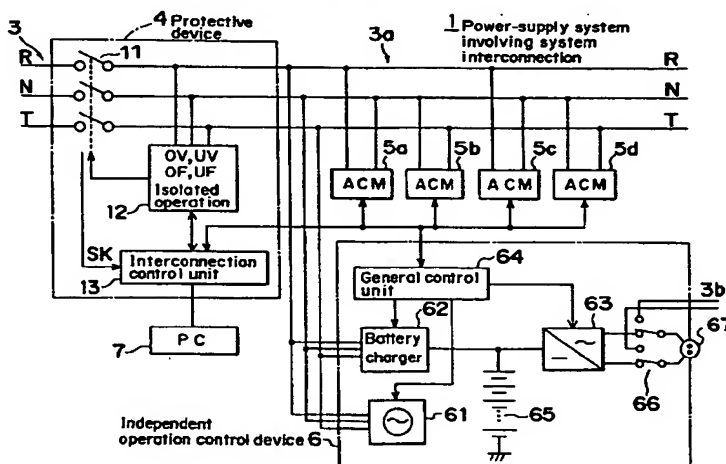 3
4 Protective
device
11
3a
1 Power-supply system
involving system
interconnection
R
N
T
R
N
T
OV, UV
OF, UF
Isolated operation
12
5a
5b
5c
5d
ACM
ACM
ACM
ACM
SK
Interconnection
control unit
13
PC
7
General control
unit
64
62
Battery
charger
63
3b
67
66
61
65
Independent
operation control device 6